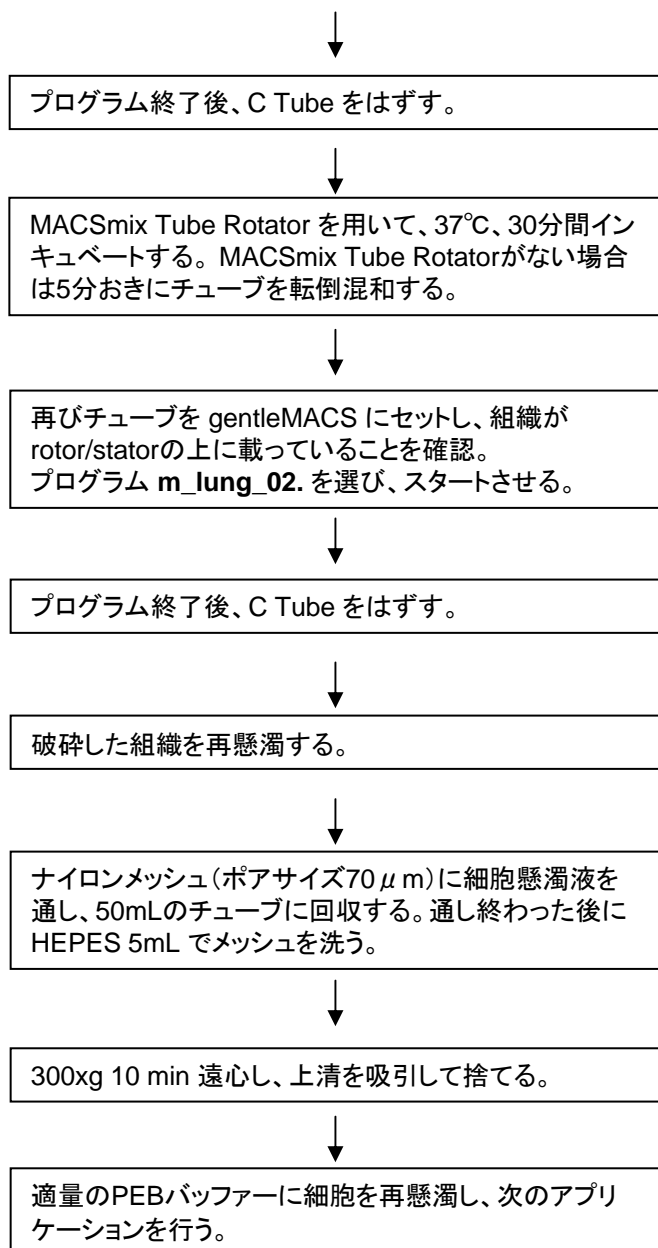 プログラム終了後、C Tube をはずす。
MACSmix Tube Rotator を用いて、37℃、30分間イン
キュベートする。MACSmix Tube Rotatorがない場合
は5分おきにチューブを転倒混和する。
再びチューブを gentleMACS にセットし、組織が
rotor/statorの上に載っていることを確認。
プログラム m_lung_02. を選び、スタートさせる。
プログラム終了後、C Tube をはずす。
破砕した組織を再懸濁する。
ナイロンメッシュ(ポアサイズ70μm)に細胞懸濁液を
通し、50mLのチューブに回収する。通し終わった後に
HEPES 5mL でメッシュを洗う。
300xg 10 min 遠心し、上清を吸引して捨てる。
適量のPEBバッファーに細胞を再懸濁し、次のアプリ
ケーションを行う。